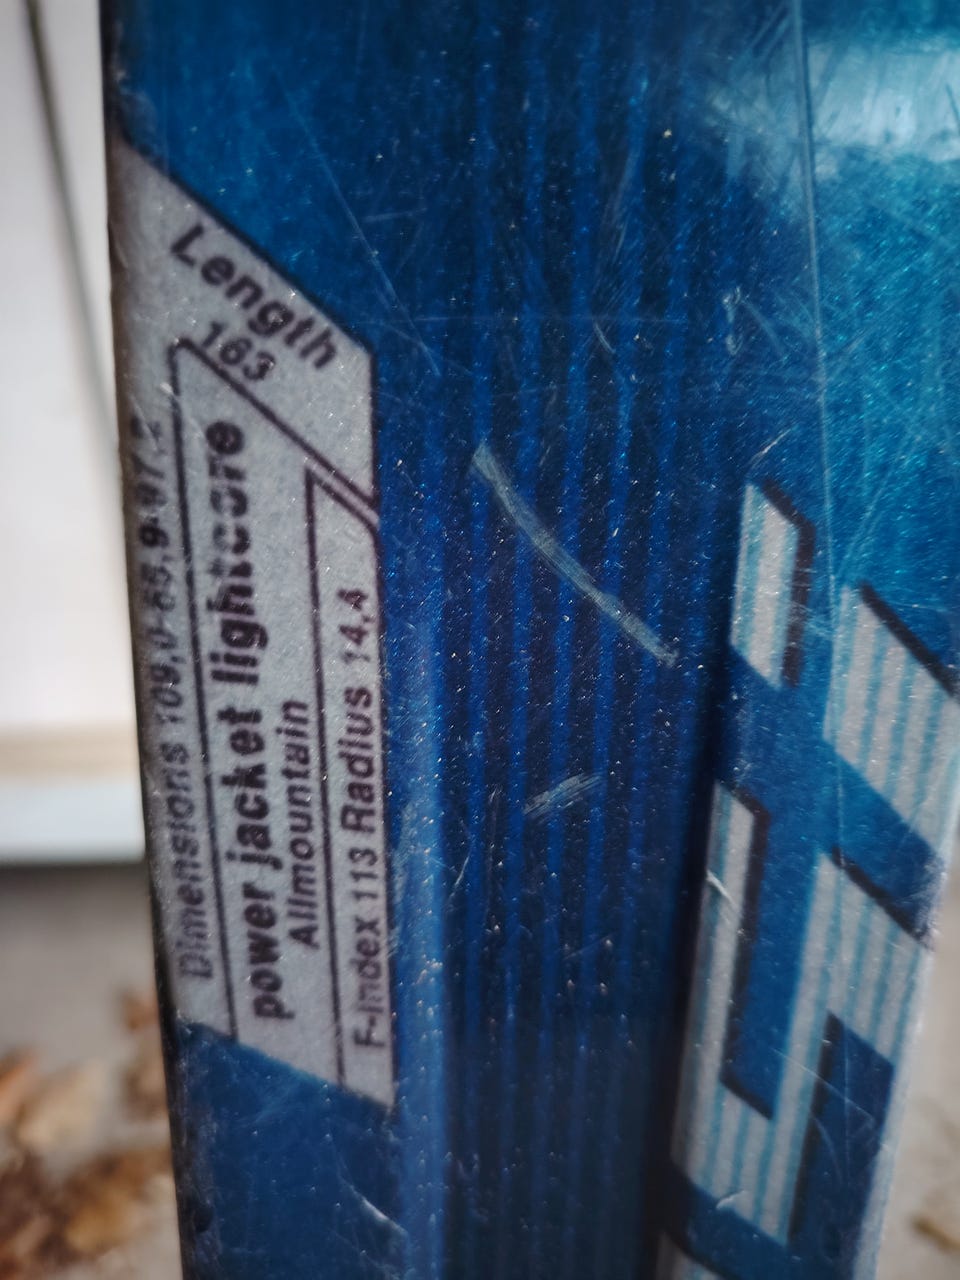 Length
163
Dimensions 109,0-65,9-97,2
power jacket lightcore
Allmountain
F-Index 113 Radius 14,4